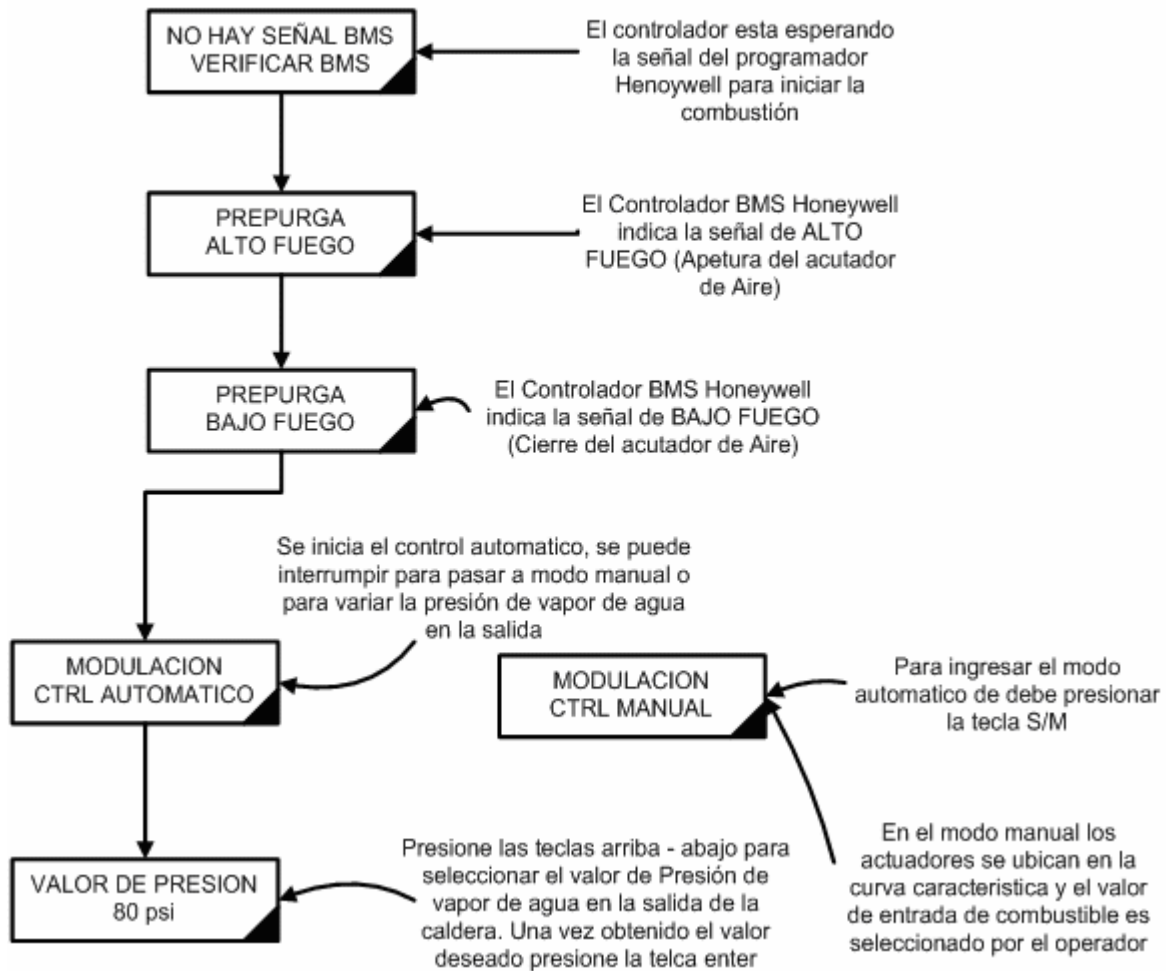 NO HAY SEÑAL BMS
VERIFICAR BMS
El controlador esta esperando
la señal del programador
Henoywell para iniciar la
combustión
PREPURGA
ALTO FUEGO
El Controlador BMS Honeywell
indica la señal de ALTO
FUEGO (Apetura del acutador
de Aire)
PREPURGA
BAJO FUEGO
El Controlador BMS Honeywell
indica la señal de BAJO FUEGO
(Cierre del acutador de Aire)
Se inicia el control automatico, se puede
interrumpir para pasar a modo manual o
para variar la presión de vapor de agua
en la salida
MODULACION
CTRL AUTOMATICO
MODULACION
CTRL MANUAL
Para ingresar el modo
automatico de debe presionar
la tecla S/M
VALOR DE PRESION
80 psi
Presione las teclas arriba - abajo para
seleccionar el valor de Presión de
vapor de agua en la salida de la
caldera. Una vez obtenido el valor
deseado presione la telca enter
En el modo manual los
actuadores se ubican en la
curva caracteristica y el valor
de entrada de combustible es
seleccionado por el operador